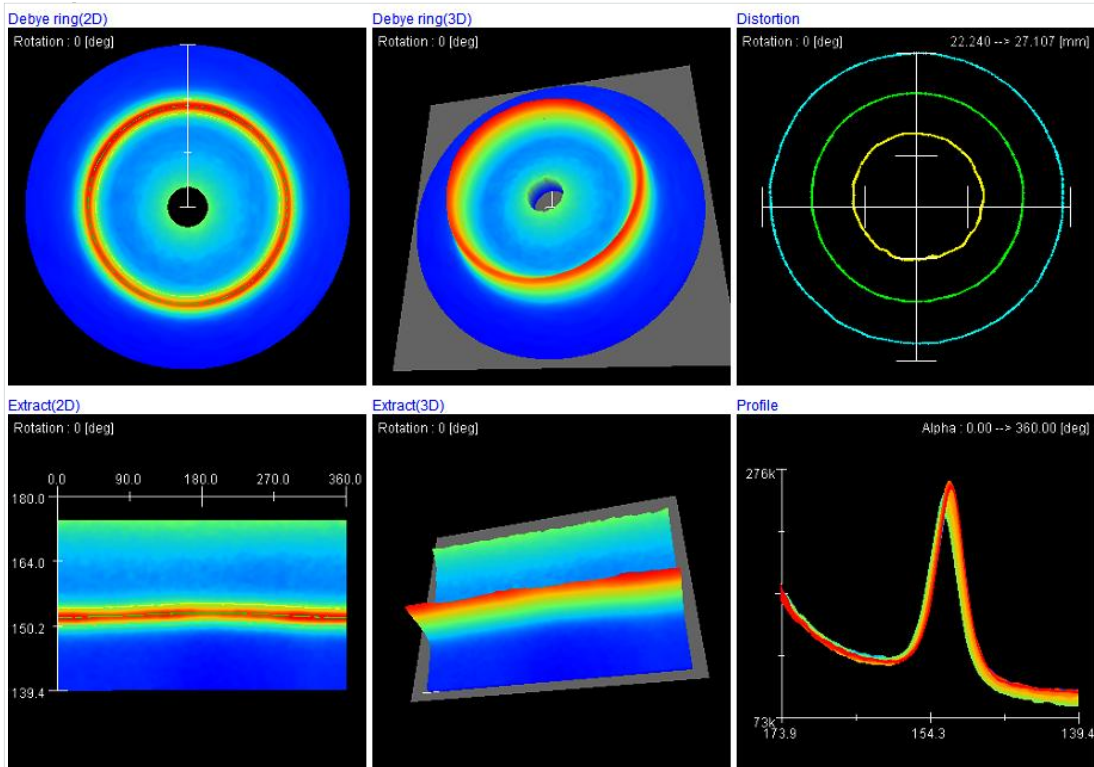 Debye ring(2D)
Rotation : 0 [deg]
Debye ring(3D)
Rotation : 0 [deg]
Distortion
Rotation : 0 [deg]
22.240 --> 27.107 [mm]
Extract(2D)
Rotation : 0 [deg]
0.0 90.0 180.0 270.0 360.0
180.0
164.0
150.2
139.4
Extract(3D)
Rotation : 0 [deg]
Profile
Alpha : 0.00 --> 360.00 [deg]
276k
73k
173.9 154.3 139.4